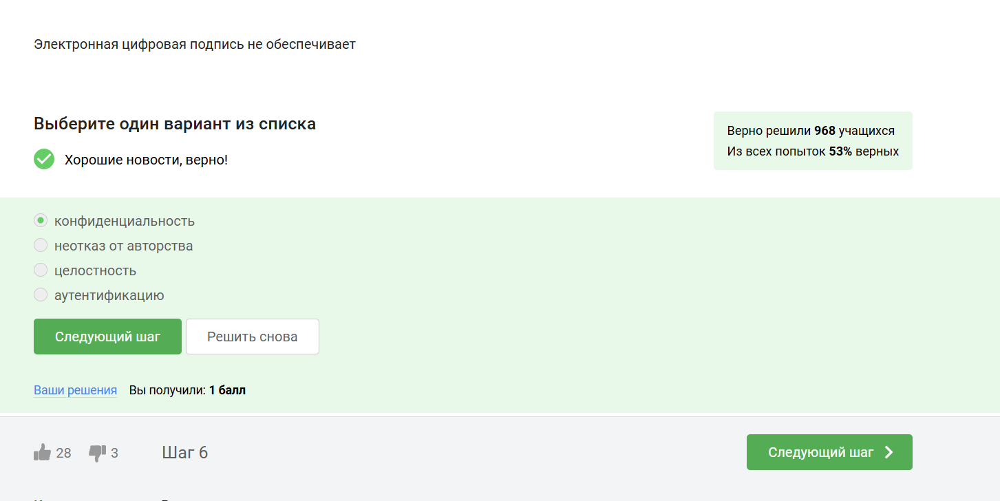 Электронная цифровая подпись не обеспечивает
Выберите один вариант из списка
Верно решили 968 учащихся
Из всех попыток 53% верных
Хорошие новости, верно!
конфиденциальность
неотказ от авторства
целостность
аутентификацию
Следующий шаг
Решить снова
Ваши решения Вы получили: 1 балл
28 3 Шаг 6
Следующий шаг